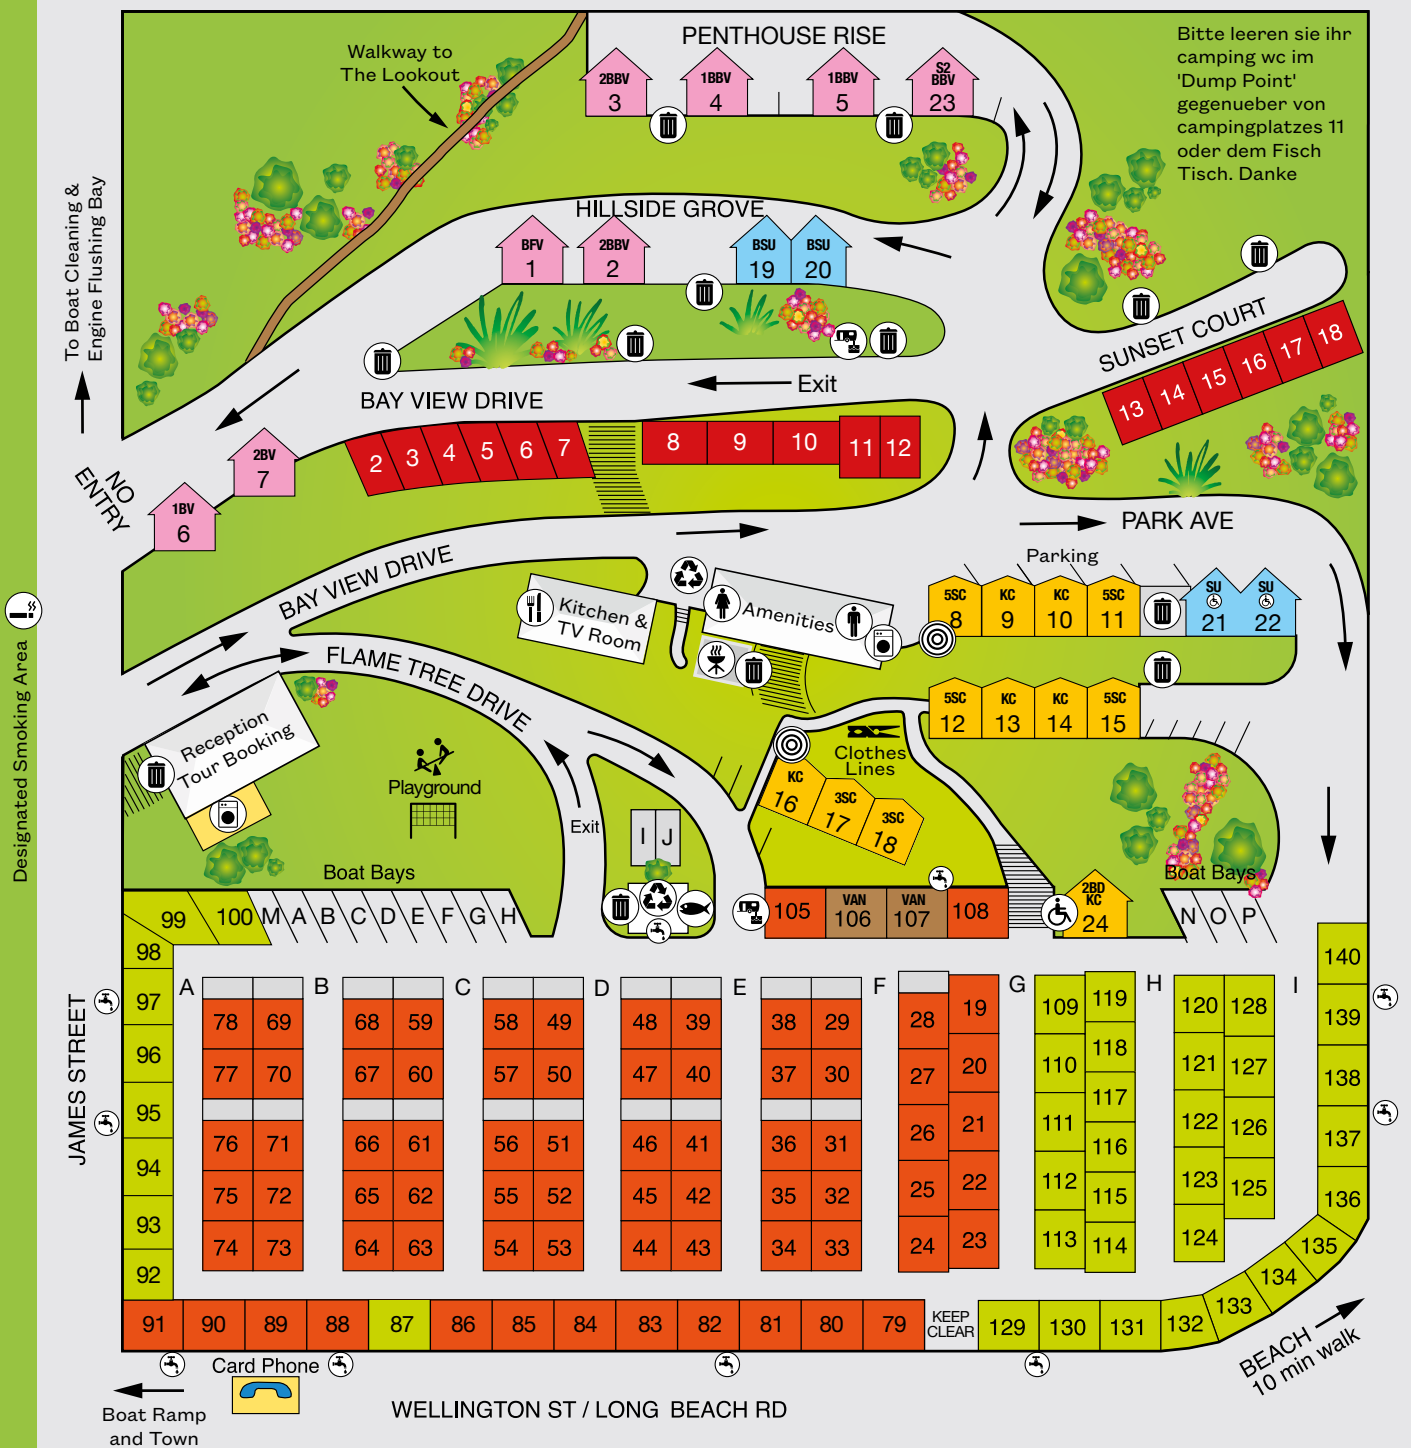 PENTHOUSE RISE
Walkway to
The Lookout
2BBV
3
1BBV
4
1BBV
5
S2
BBV
23
Bitte leeren sie ihr
camping wc im
'Dump Point'
gegenueber von
campingplatzes 11
oder dem Fisch
Tisch. Danke
To Boat Cleaning &
Engine Flushing Bay
HILLSIDE GROVE
BFV
1
2BBV
2
BSU
19
BSU
20
SUNSET COURT
13
14
15
16
17
18
Exit
BAY VIEW DRIVE
2BV
7
1BV
6
NO
ENTRY
2
3
4
5
6
7
8
9
10
11
12
PARK AVE
Parking
BAY VIEW DRIVE
Kitchen &
TV Room
Amenities
5SC
8
KC
9
KC
10
5SC
11
SU
21
SU
22
FLAME TREE DRIVE
Designated Smoking Area
Reception
Tour Booking
Playground
5SC
12
KC
13
KC
14
5SC
15
Clothes
Lines
KC
16
3SC
17
3SC
18
Exit
I
J
Boat Bays
Boat Bays
99
100
M
A
B
C
D
E
F
G
H
105
VAN
106
VAN
107
108
2BD
KC
24
N
O
P
98
97
96
95
94
93
92
JAMES STREET
A
78 69
77 70
76 71
75 72
74 73
B
68 59
67 60
66 61
65 62
64 63
C
58 49
57 50
56 51
55 52
54 53
D
48 39
47 40
46 41
45 42
44 43
E
38 29
37 30
36 31
35 32
34 33
F
28 19
27 20
26 21
25 22
24 23
G
109 119
110 118
111 117
112 116
113 115
114
H
120 128
121 127
122 126
123 125
124
I
140
139
138
137
136
135
134
133
132
131
130
129
91
90
89
88
87
86
85
84
83
82
81
80
79
KEEP
CLEAR
BEACH
10 min walk
Card Phone
Boat Ramp
and Town
WELLINGTON ST / LONG BEACH RD